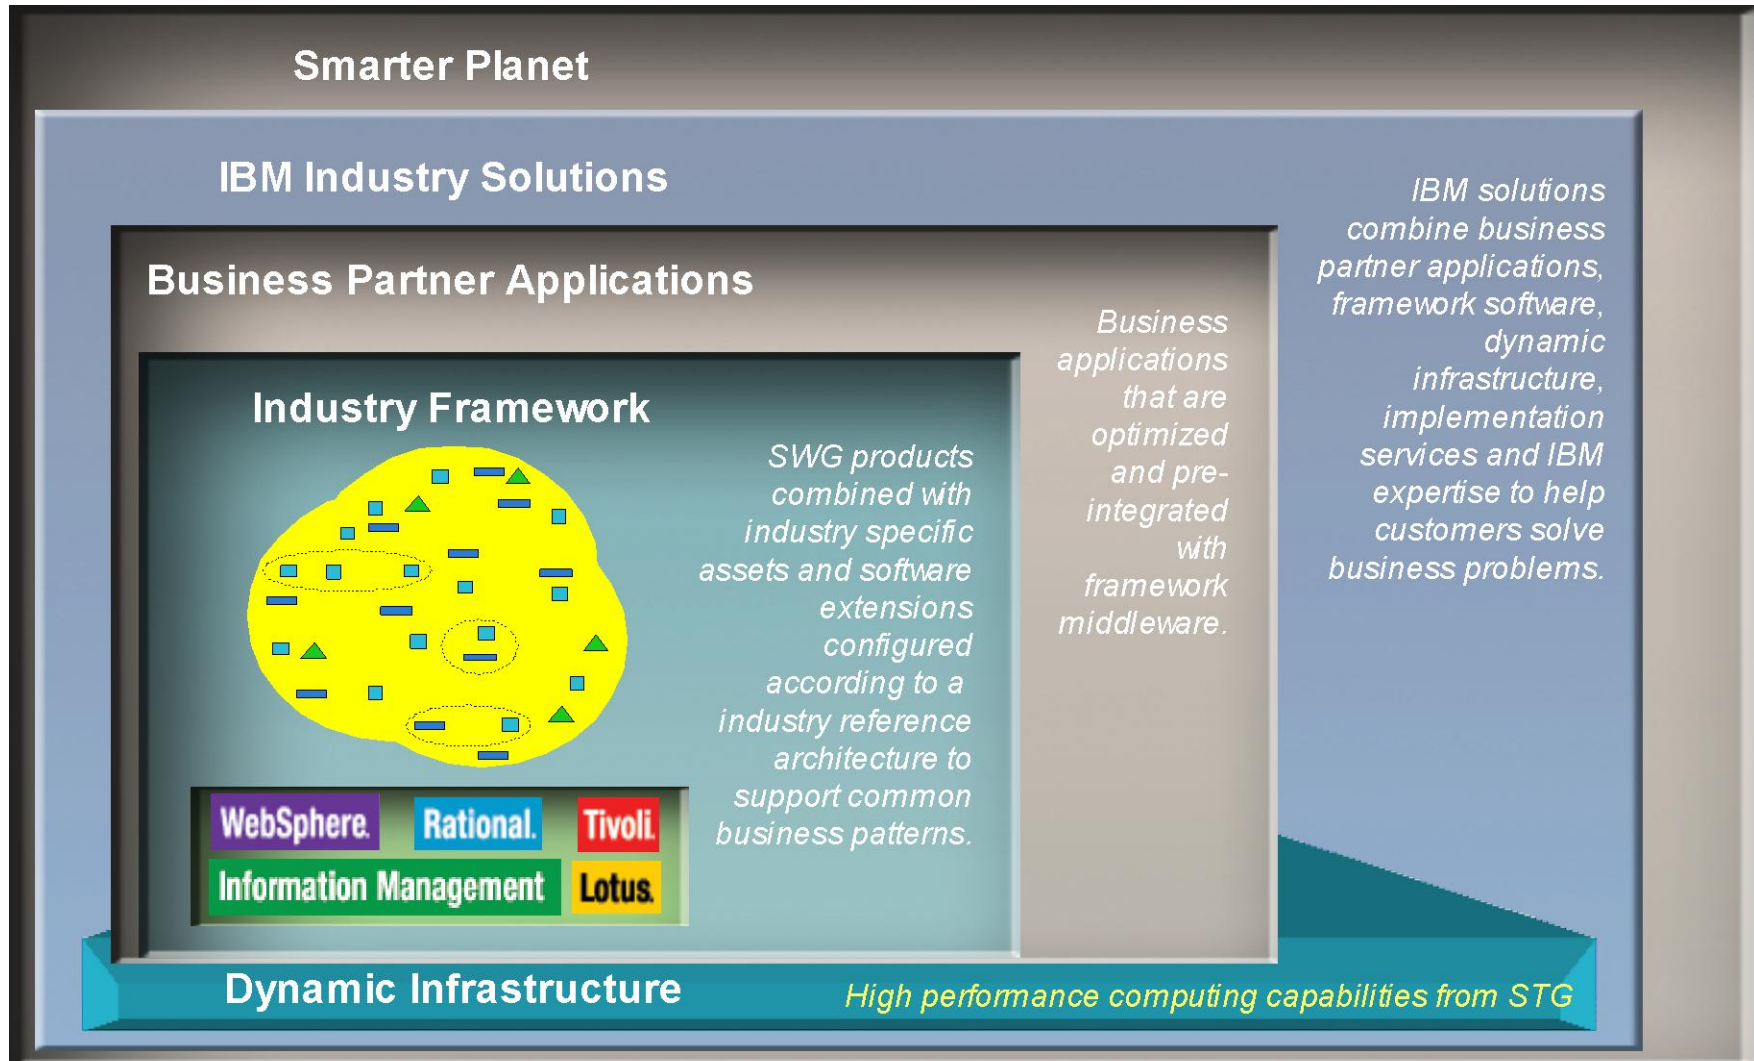 Smarter Planet
IBM Industry Solutions
IBM solutions
combine business
partner applications,
framework software,
dynamic
infrastructure,
implementation
services and IBM
expertise to help
customers solve
business problems.
Business Partner Applications
Business
applications
that are
optimized
and pre-
integrated
with
framework
middleware.
Industry Framework
SWG products
combined with
industry specific
assets and software
extensions
configured
according to a
industry reference
architecture to
support common
business patterns.
WebSphere. Rational. Tivoli.
Information Management Lotus.
Dynamic Infrastructure
High performance computing capabilities from STG